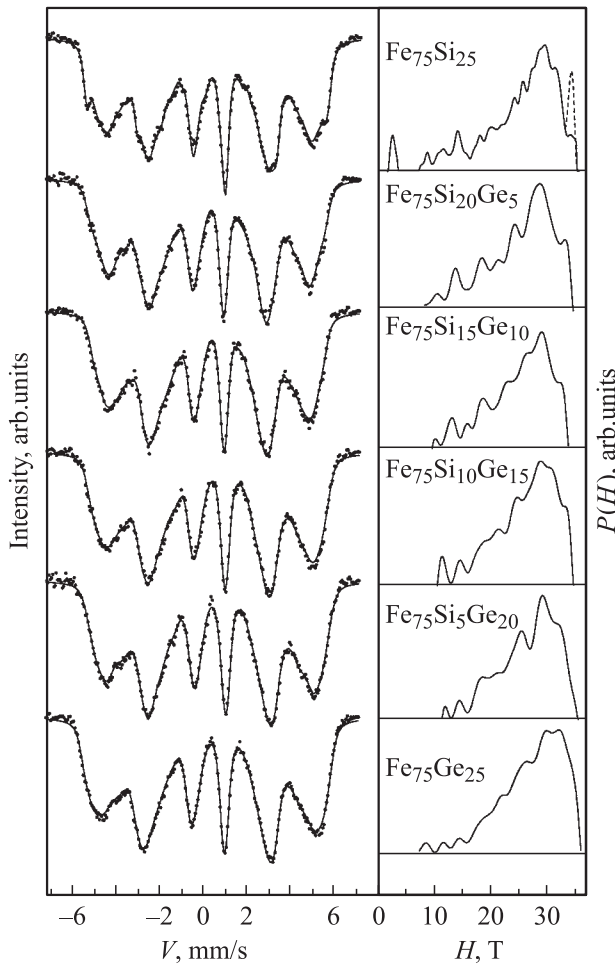 Fe75Si25
Fe75Si20Ge5
Fe75Si15Ge10
Fe75Si10Ge15
Fe75Si5Ge20
Fe75Ge25
Intensity, arb.units
P(H), arb.units
–6 –2 0 2 6 0 10 20 30
V, mm/s H, T